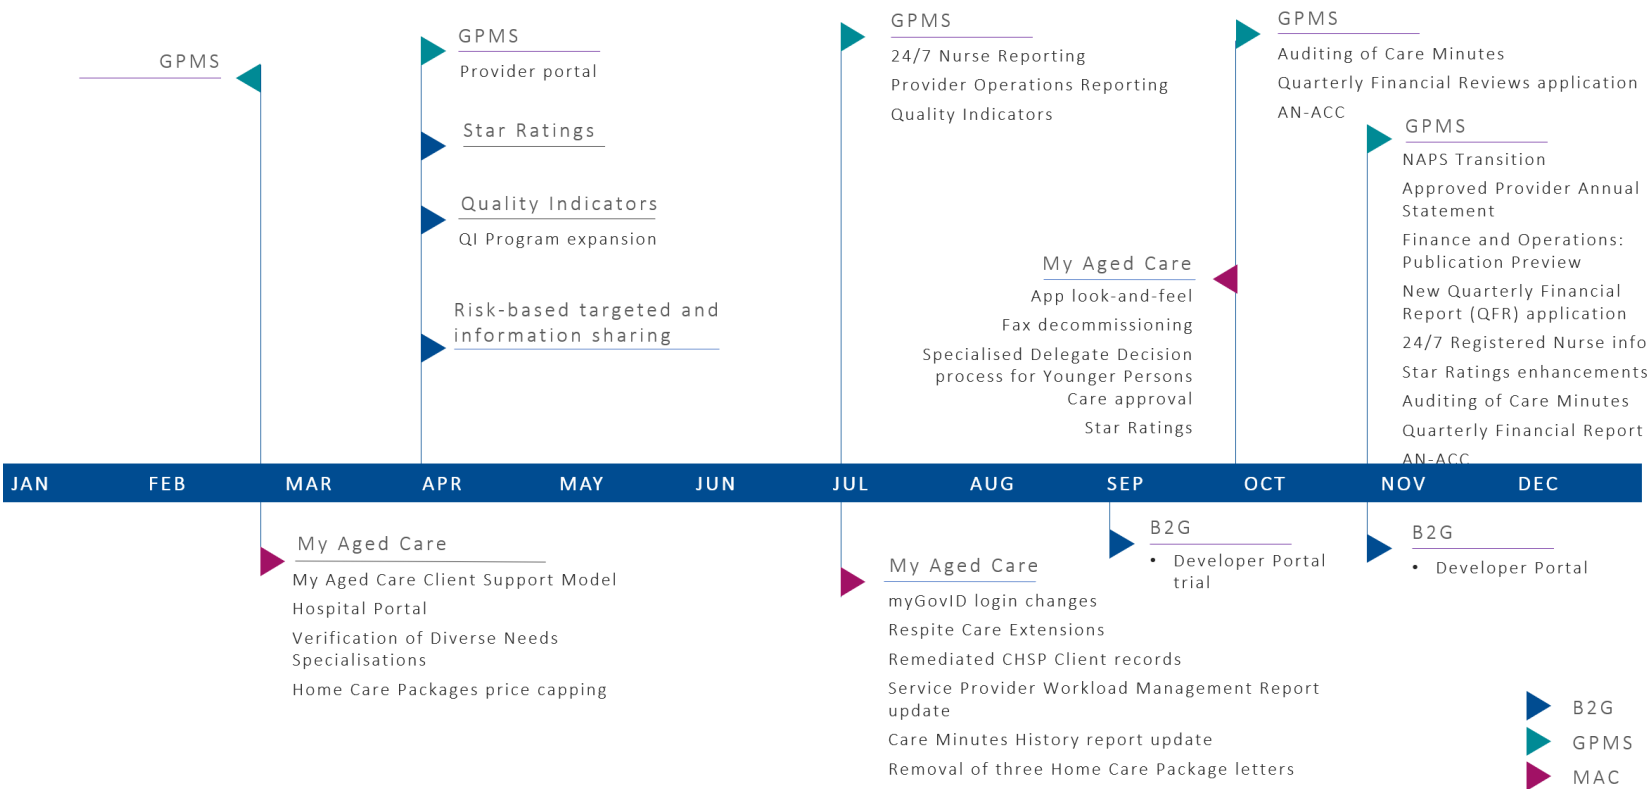 GPMS
GPMS
Provider portal
Star Ratings
Quality Indicators
QI Program expansion
Risk-based targeted and
information sharing
GPMS
24/7 Nurse Reporting
Provider Operations Reporting
Quality Indicators
GPMS
Auditing of Care Minutes
Quarterly Financial Reviews application
AN-ACC
My Aged Care
App look-and-feel
Fax decommissioning
Specialised Delegate Decision
process for Younger Persons
Care approval
Star Ratings
GPMS
NAPS Transition
Approved Provider Annual
Statement
Finance and Operations:
Publication Preview
New Quarterly Financial
Report (QFR) application
24/7 Registered Nurse info
Star Ratings enhancements
Auditing of Care Minutes
Quarterly Financial Report
AN-ACC
JAN FEB MAR APR MAY JUN JUL AUG SEP OCT NOV DEC
My Aged Care
My Aged Care Client Support Model
Hospital Portal
Verification of Diverse Needs
Specialisations
Home Care Packages price capping
My Aged Care
myGovID login changes
Respite Care Extensions
Remediated CHSP Client records
Service Provider Workload Management Report
update
Care Minutes History report update
Removal of three Home Care Package letters
B2G
• Developer Portal
trial
B2G
• Developer Portal
B2G
GPMS
MAC